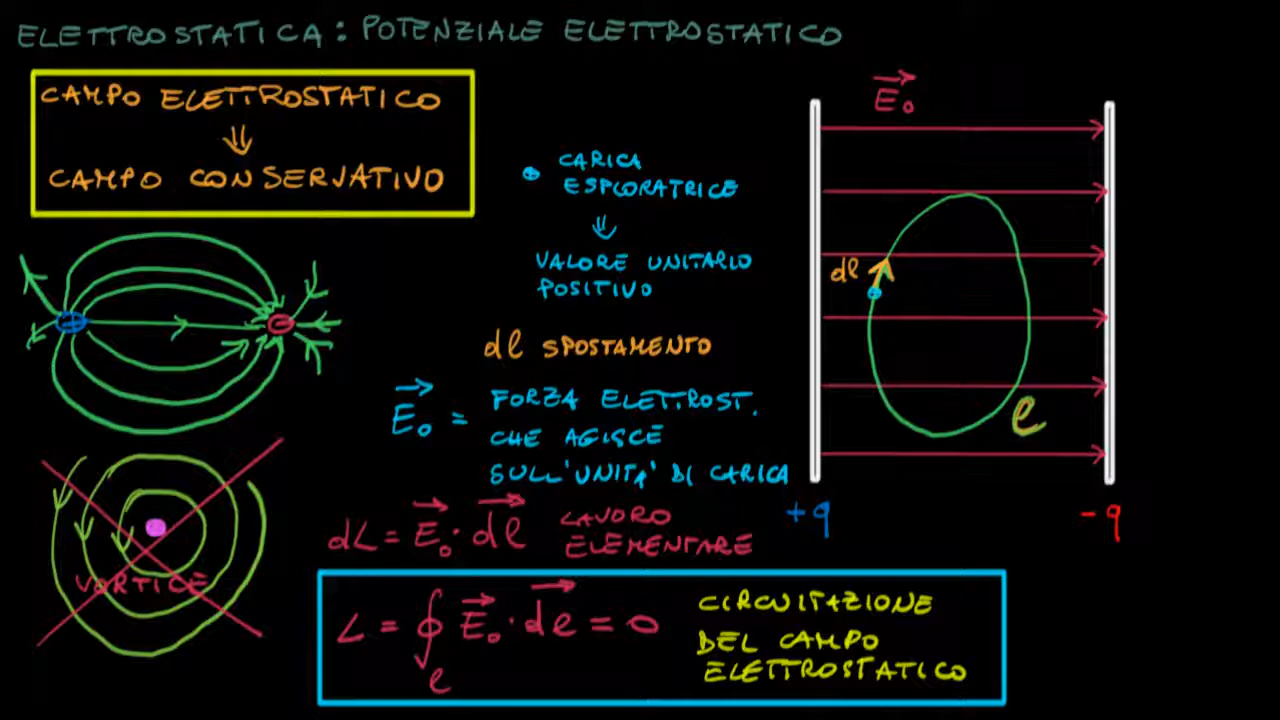 ELETTROSTATICA: POTENZIALE ELETTROSTATICO
CAMPO ELETTROSTATICO
⇓
CAMPO CONSERVATIVO
CARICA
ESPLORATRICE
⇓
VALORE UNITARIO
POSITIVO
dl SPOSTAMENTO
E₀ = FORZA ELETTROST.
CHE AGISCE
SULL'UNITA' DI CARICA
dL = E₀ · dl LAVORO
ELEMENTARE
L = ∮ E₀ · dl = 0
l
CIRCUITAZIONE
DEL CAMPO
ELETTROSTATICO
VORTICE
E₀
dl
l
+q
-q